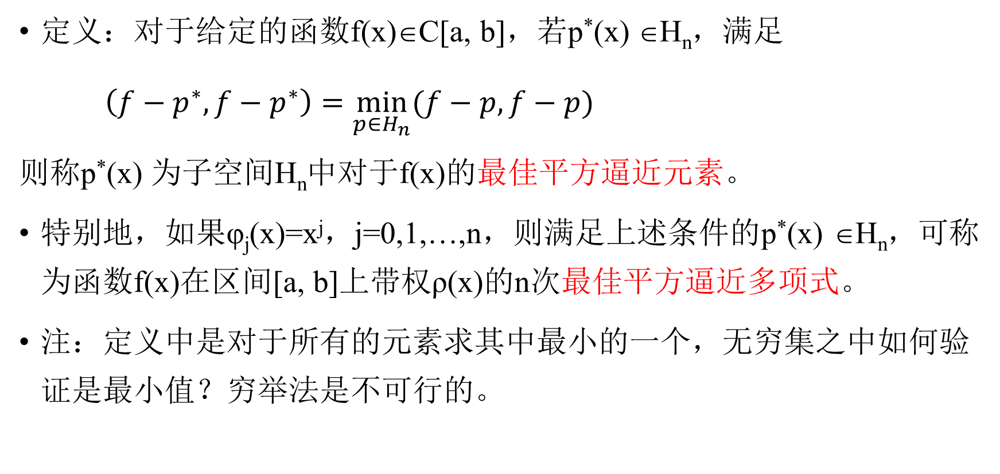 • 定义：对于给定的函数f(x)∈C[a, b]，若p*(x) ∈Hₙ，满足
(f − p*, f − p*) = min_{p∈Hₙ} (f − p, f − p)
则称p*(x) 为子空间Hₙ中对于f(x)的最佳平方逼近元素。
• 特别地，如果φⱼ(x)=xʲ，j=0,1,…,n，则满足上述条件的p*(x) ∈Hₙ，可称
为函数f(x)在区间[a, b]上带权ρ(x)的n次最佳平方逼近多项式。
• 注：定义中是对于所有的元素求其中最小的一个，无穷集之中如何验
证是最小值？穷举法是不可行的。